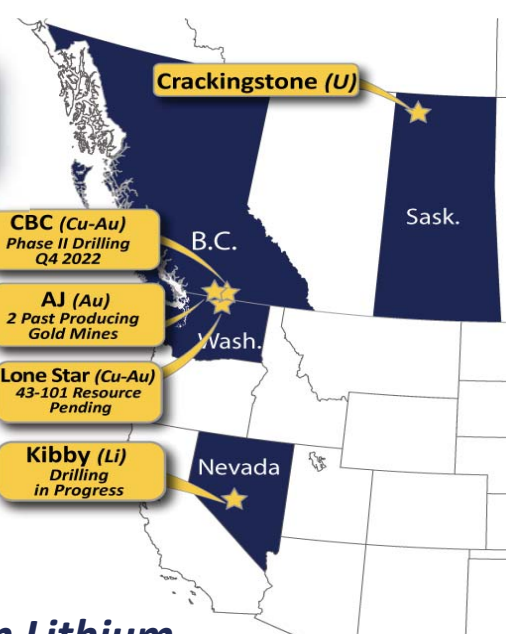 Crackingstone (U)
Sask.
CBC (Cu-Au)
Phase II Drilling
Q4 2022
B.C.
AJ (Au)
2 Past Producing
Gold Mines
Wash.
Lone Star (Cu-Au)
43-101 Resource
Pending
Kibby (Li)
Drilling
in Progress
Nevada
Lithium